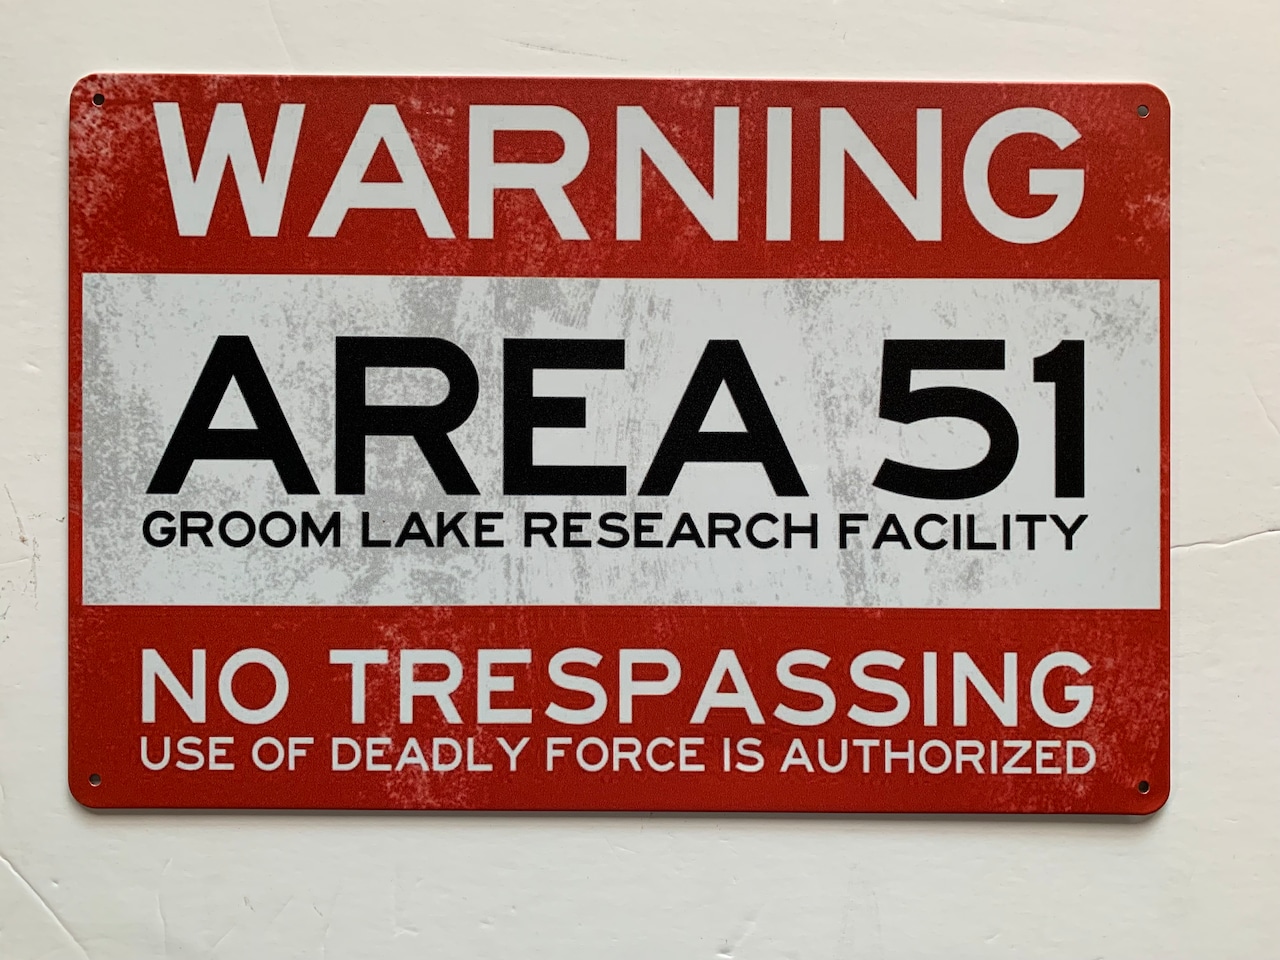 WARNING
AREA 51
GROOM LAKE RESEARCH FACILITY
NO TRESPASSING
USE OF DEADLY FORCE IS AUTHORIZED